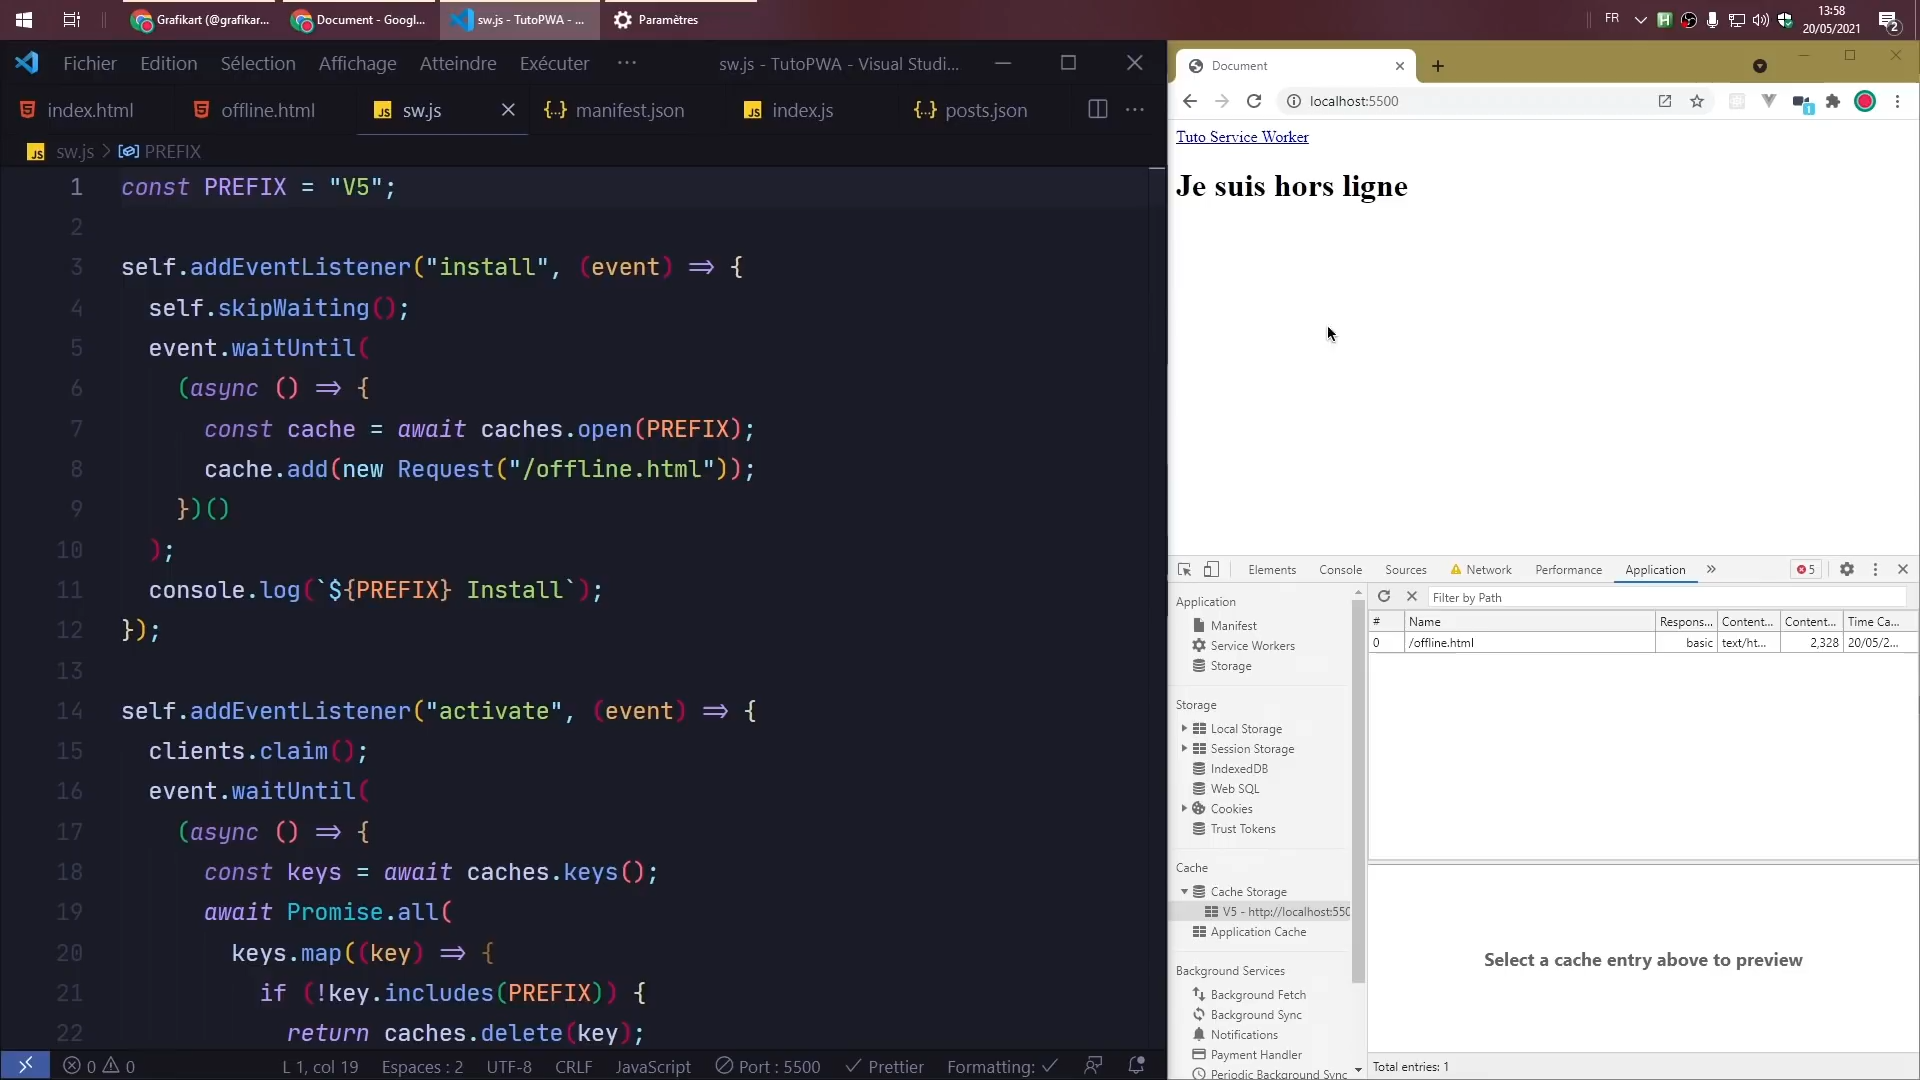 Grafikart (@grafikar...
Document - Googl...
sw.js - TutoPWA - ...
Paramètres
FR
13:58
20/05/2021
2
Fichier
Edition
Sélection
Affichage
Atteindre
Exécuter
···
sw.js - TutoPWA - Visual Studi...
index.html
offline.html
JS sw.js
{..} manifest.json
JS index.js
{..} posts.json
JS sw.js > PREFIX
1 const PREFIX = "V5";
2
3 self.addEventListener("install", (event) => {
4 self.skipWaiting();
5 event.waitUntil(
6 (async () => {
7 const cache = await caches.open(PREFIX);
8 cache.add(new Request("/offline.html"));
9 })()
10 );
11 console.log(`${PREFIX} Install`);
12 });
13
14 self.addEventListener("activate", (event) => {
15 clients.claim();
16 event.waitUntil(
17 (async () => {
18 const keys = await caches.keys();
19 await Promise.all(
20 keys.map((key) => {
21 if (!key.includes(PREFIX)) {
22 return caches.delete(key);
0 0
L 1, col 19
Espaces : 2
UTF-8
CRLF
JavaScript
Port : 5500
Prettier
Formatting:
Document
localhost:5500
1
Tuto Service Worker
Je suis hors ligne
Elements
Console
Sources
Network
Performance
Application
5
Application
Manifest
Service Workers
Storage
Storage
Local Storage
Session Storage
IndexedDB
Web SQL
Cookies
Trust Tokens
Cache
Cache Storage
V5 - http://localhost:550
Application Cache
Background Services
Background Fetch
Background Sync
Notifications
Payment Handler
Periodic Background Sync
Filter by Path
# Name Respons... Content... Content... Time Ca...
0 /offline.html basic text/ht... 2,328 20/05/2...
Select a cache entry above to preview
Total entries: 1